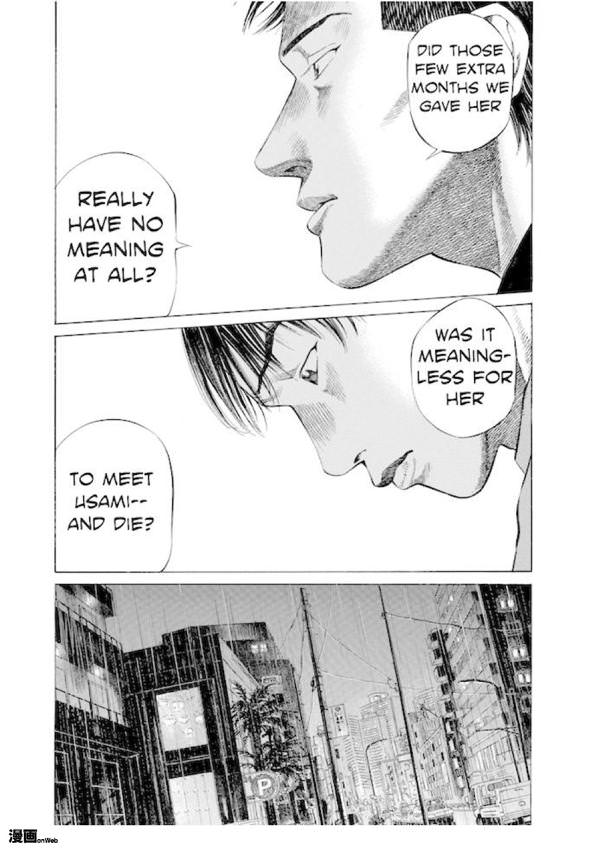 DID THOSE
FEW EXTRA
MONTHS WE
GAVE HER
REALLY
HAVE NO
MEANING
AT ALL?
WAS IT
MEANING-
LESS FOR
HER
TO MEET
USAMI--
AND DIE?
P
漫画onWeb